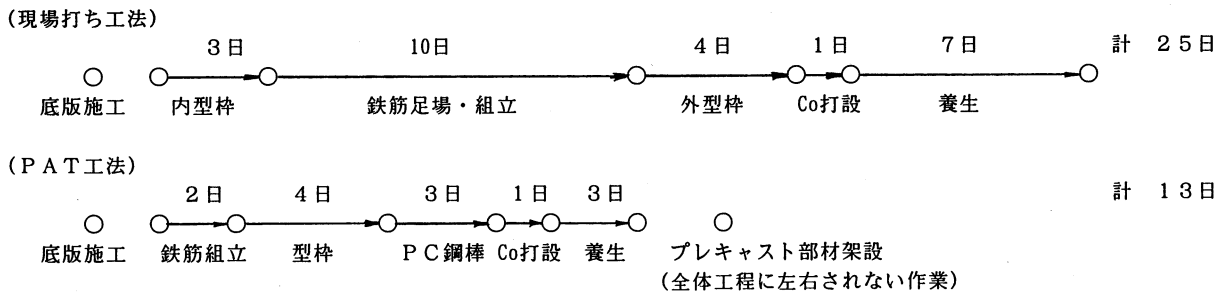 (現場打ち工法)
3日 10日 4日 1日 7日 計 25日
底版施工 内型枠 鉄筋足場・組立 外型枠 Co打設 養生
(PAT工法)
2日 4日 3日 1日 3日 計 13日
底版施工 鉄筋組立 型枠 PC鋼棒 Co打設 養生 プレキャスト部材架設
(全体工程に左右されない作業)